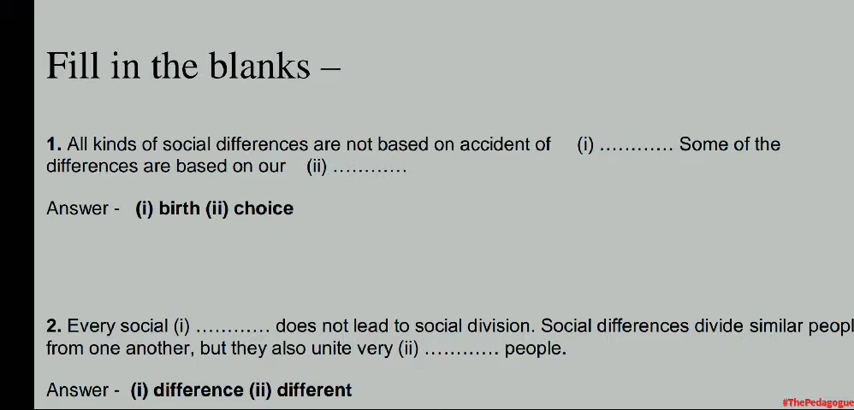 Fill in the blanks –
1. All kinds of social differences are not based on accident of (i) ………… Some of the
differences are based on our (ii) …………
Answer - (i) birth (ii) choice
2. Every social (i) ………… does not lead to social division. Social differences divide similar peopl
from one another, but they also unite very (ii) ………… people.
Answer - (i) difference (ii) different
#ThePedagogue